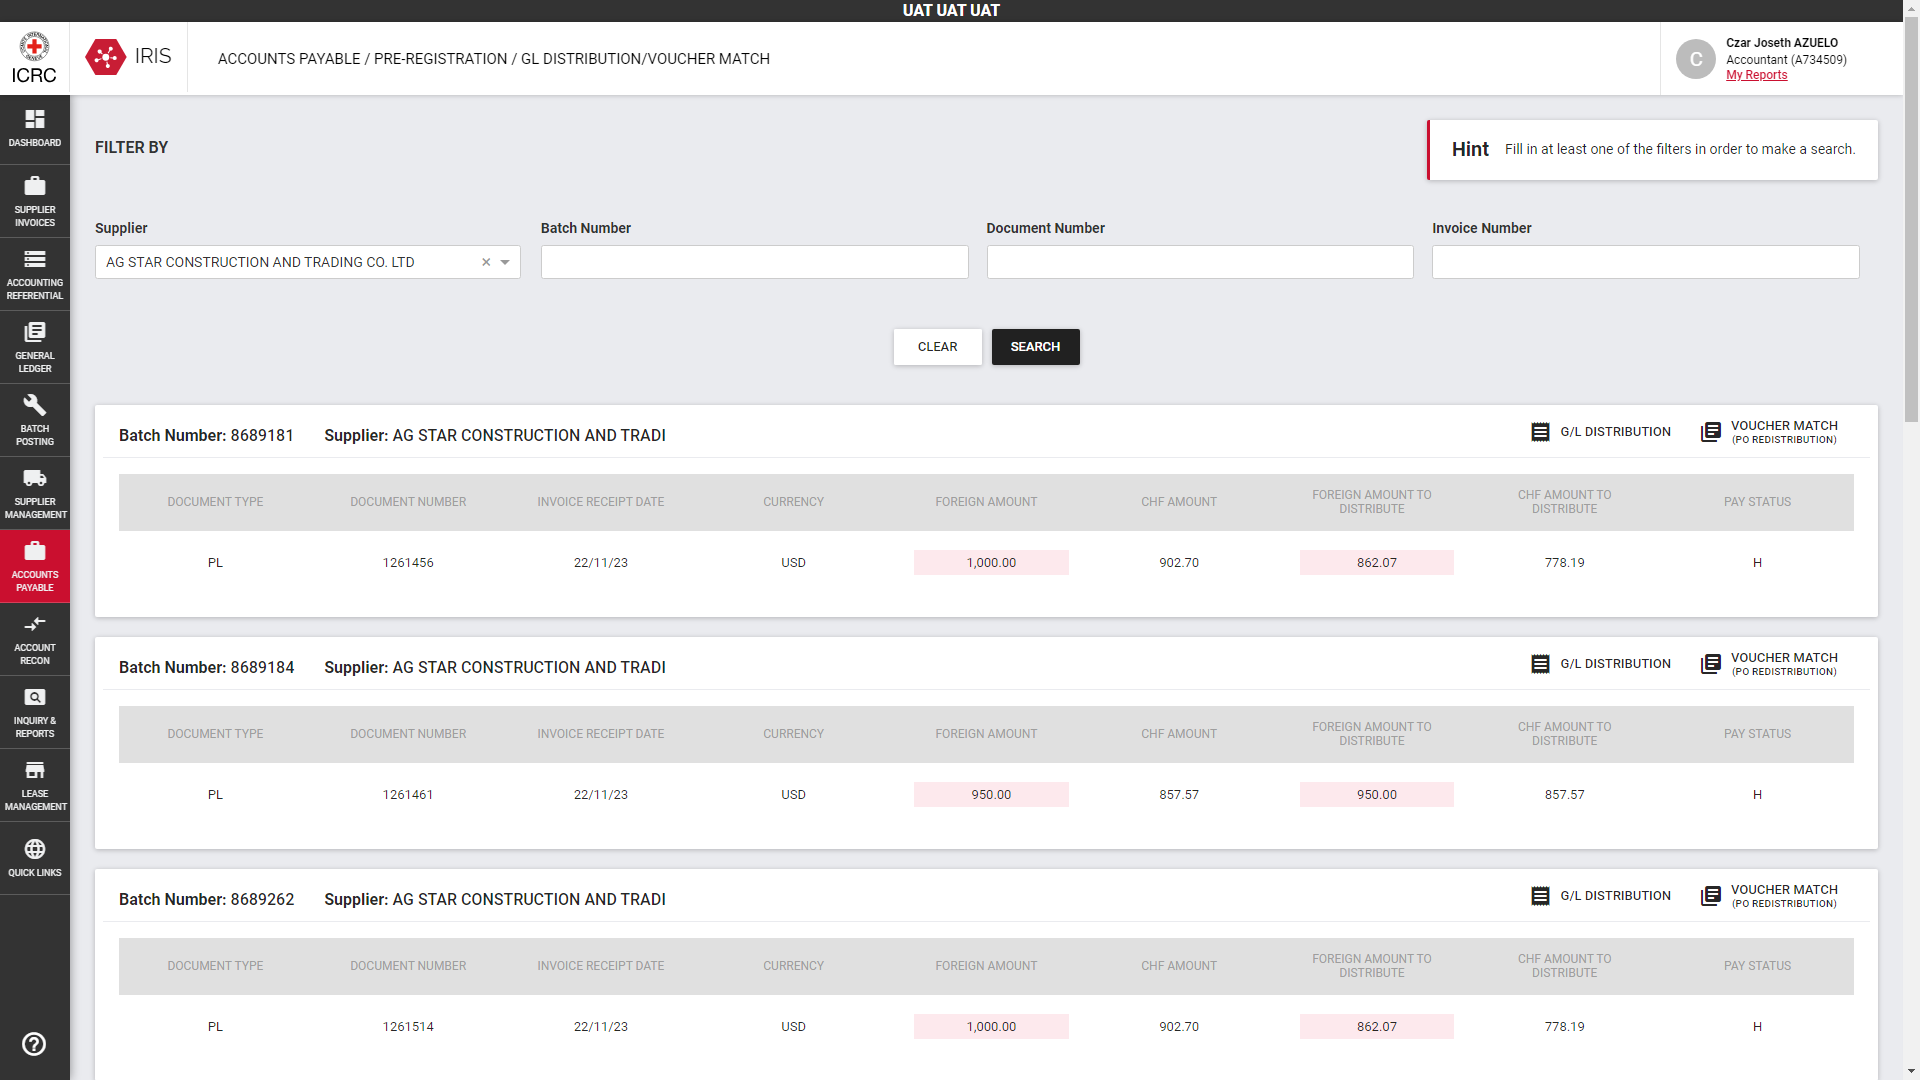 UAT UAT UAT
ICRC
IRIS
ACCOUNTS PAYABLE / PRE-REGISTRATION / GL DISTRIBUTION/VOUCHER MATCH
C
Czar Joseth AZUELO
Accountant (A734509)
My Reports
DASHBOARD
SUPPLIER
INVOICES
ACCOUNTING
REFERENTIAL
GENERAL
LEDGER
BATCH
POSTING
SUPPLIER
MANAGEMENT
ACCOUNTS
PAYABLE
ACCOUNT
RECON
INQUIRY &
REPORTS
LEASE
MANAGEMENT
QUICK LINKS
FILTER BY
Hint Fill in at least one of the filters in order to make a search.
Supplier Batch Number Document Number Invoice Number
AG STAR CONSTRUCTION AND TRADING CO. LTD
CLEAR SEARCH
Batch Number: 8689181 Supplier: AG STAR CONSTRUCTION AND TRADI G/L DISTRIBUTION VOUCHER MATCH
(PO REDISTRIBUTION)
DOCUMENT TYPE DOCUMENT NUMBER INVOICE RECEIPT DATE CURRENCY FOREIGN AMOUNT CHF AMOUNT FOREIGN AMOUNT TO DISTRIBUTE CHF AMOUNT TO DISTRIBUTE PAY STATUS
PL 1261456 22/11/23 USD 1,000.00 902.70 862.07 778.19 H
Batch Number: 8689184 Supplier: AG STAR CONSTRUCTION AND TRADI G/L DISTRIBUTION VOUCHER MATCH
(PO REDISTRIBUTION)
DOCUMENT TYPE DOCUMENT NUMBER INVOICE RECEIPT DATE CURRENCY FOREIGN AMOUNT CHF AMOUNT FOREIGN AMOUNT TO DISTRIBUTE CHF AMOUNT TO DISTRIBUTE PAY STATUS
PL 1261461 22/11/23 USD 950.00 857.57 950.00 857.57 H
Batch Number: 8689262 Supplier: AG STAR CONSTRUCTION AND TRADI G/L DISTRIBUTION VOUCHER MATCH
(PO REDISTRIBUTION)
DOCUMENT TYPE DOCUMENT NUMBER INVOICE RECEIPT DATE CURRENCY FOREIGN AMOUNT CHF AMOUNT FOREIGN AMOUNT TO DISTRIBUTE CHF AMOUNT TO DISTRIBUTE PAY STATUS
PL 1261514 22/11/23 USD 1,000.00 902.70 862.07 778.19 H